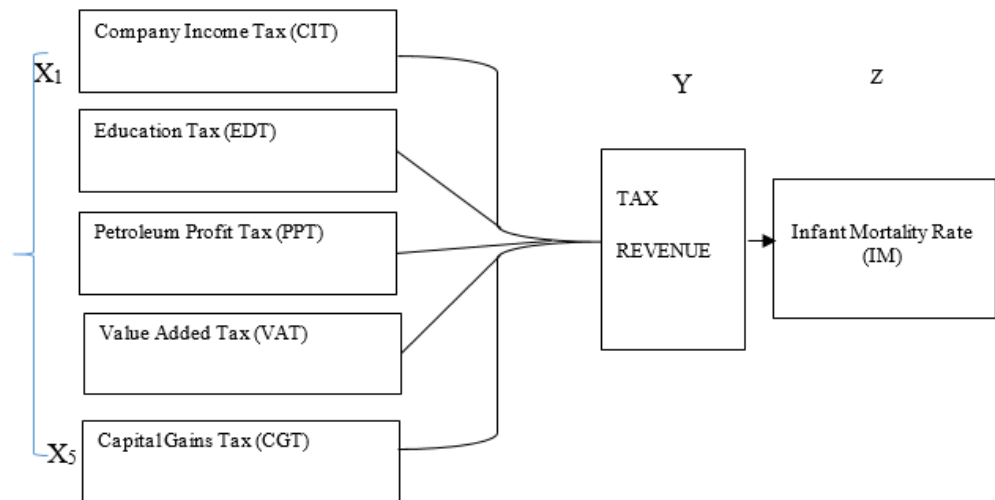 Company Income Tax (CIT)
X1
Y
z
Education Tax (EDT)
Petroleum Profit Tax (PPT)
TAX
REVENUE
Infant Mortality Rate
(IM)
Value Added Tax (VAT)
Capital Gains Tax (CGT)
X5